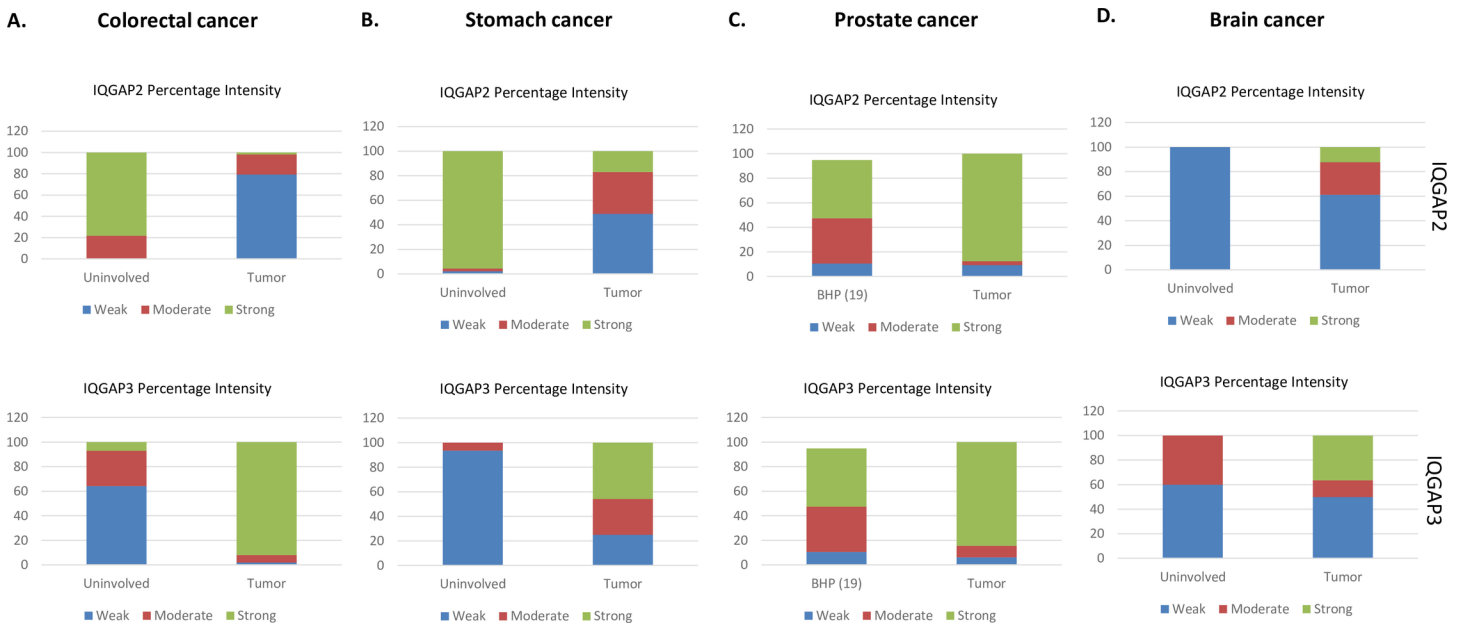 A. Colorectal cancer
B. Stomach cancer
C. Prostate cancer
D. Brain cancer
IQGAP2 Percentage Intensity
120
100
80
60
40
20
0
Uninvolved Tumor
Weak Moderate Strong
IQGAP2 Percentage Intensity
120
100
80
60
40
20
0
Uninvolved Tumor
Weak Moderate Strong
IQGAP2 Percentage Intensity
120
100
80
60
40
20
0
BHP (19) Tumor
Weak Moderate Strong
IQGAP2 Percentage Intensity
120
100
80
60
40
20
0
Uninvolved Tumor
Weak Moderate Strong
IQGAP2
IQGAP3 Percentage Intensity
120
100
80
60
40
20
0
Uninvolved Tumor
Weak Moderate Strong
IQGAP3 Percentage Intensity
120
100
80
60
40
20
0
Uninvolved Tumor
Weak Moderate Strong
IQGAP3 Percentage Intensity
120
100
80
60
40
20
0
BHP (19) Tumor
Weak Moderate Strong
IQGAP3 Percentage Intensity
120
100
80
60
40
20
0
Uninvolved Tumor
Weak Moderate Strong
IQGAP3